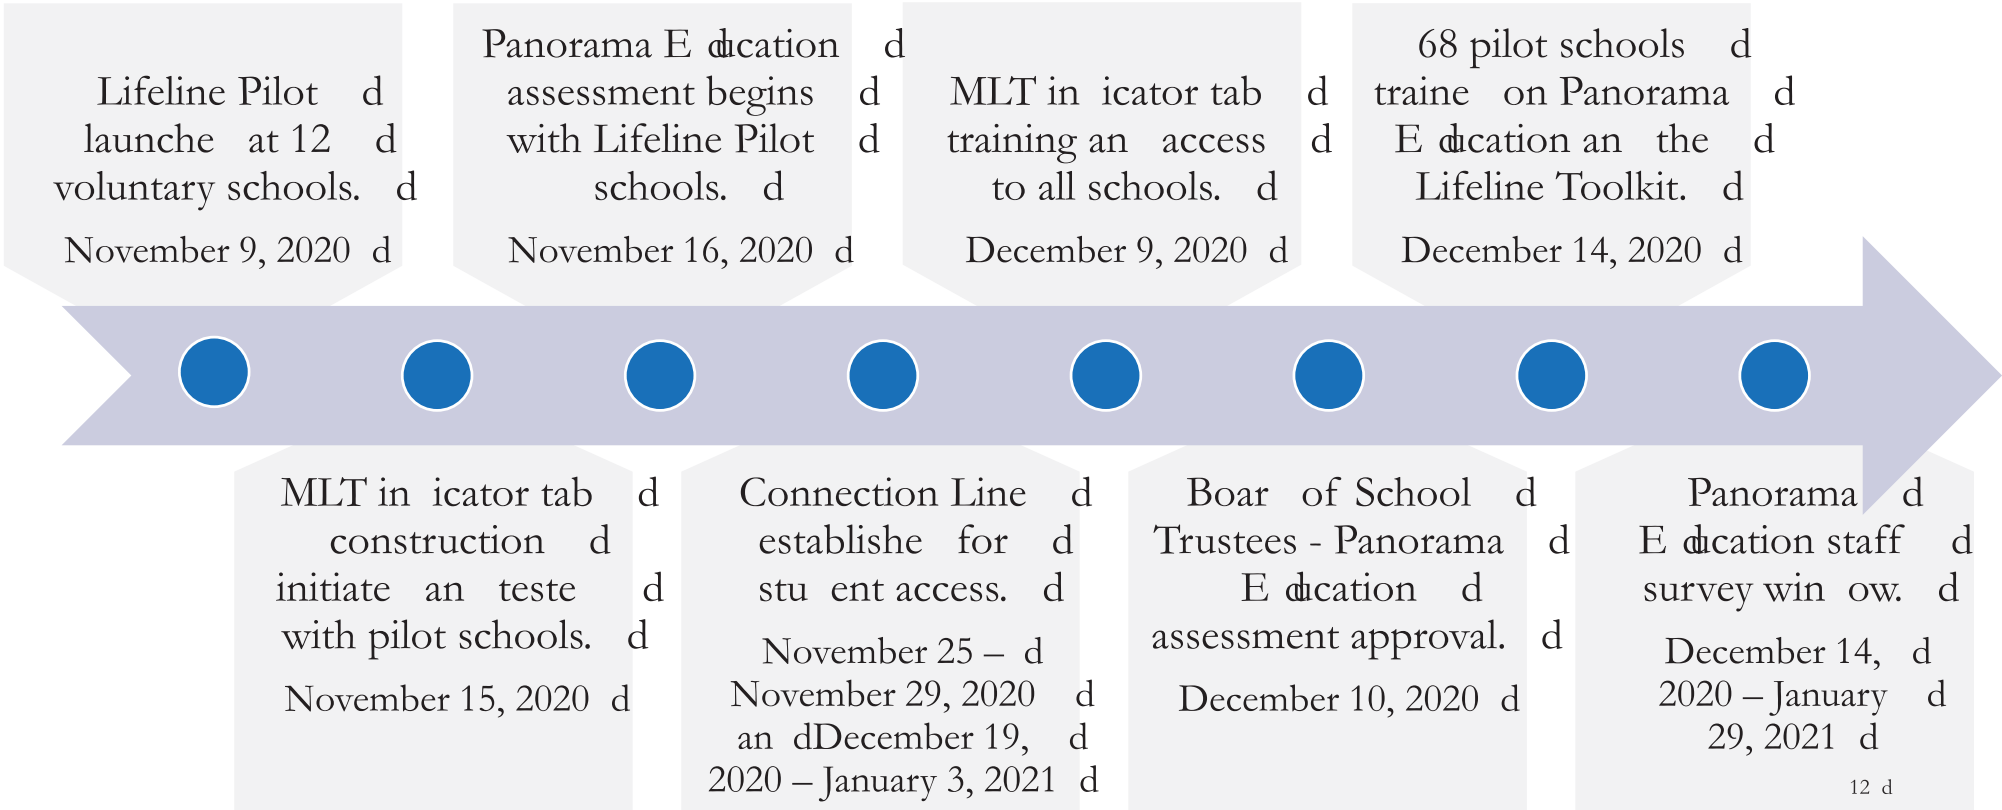 Lifeline Pilot d
launche at 12 d
voluntary schools. d
November 9, 2020 d
MLT in icator tab d
construction d
initiate an teste d
with pilot schools. d
November 15, 2020 d
Panorama E ducation d
assessment begins d
with Lifeline Pilot d
schools. d
November 16, 2020 d
Connection Line d
establishe for d
stu ent access. d
November 25 – d
November 29, 2020 d
an dDecember 19, d
2020 – January 3, 2021 d
MLT in icator tab d
training an access d
to all schools. d
December 9, 2020 d
Boar of School d
Trustees - Panorama d
E ducation d
assessment approval. d
December 10, 2020 d
68 pilot schools d
traine on Panorama d
E ducation an the d
Lifeline Toolkit. d
December 14, 2020 d
Panorama d
E ducation staff d
survey win ow. d
December 14, d
2020 – January d
29, 2021 d
12 d